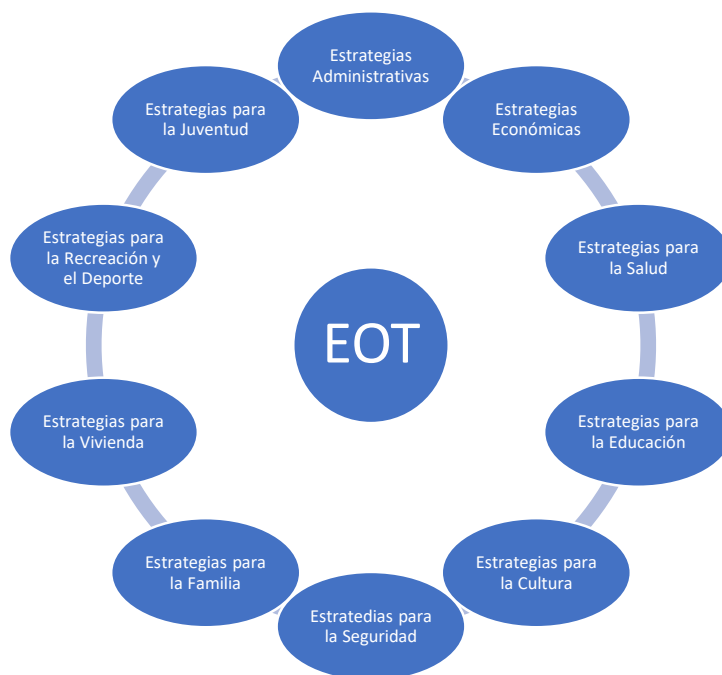 Estrategias
Administrativas
Estrategias
Económicas
Estrategias para
la Salud
Estrategias para
la Educación
Estrategias para
la Cultura
Estratedias para
la Seguridad
Estrategias para
la Familia
Estrategias para
la Vivienda
Estrategias para
la Recreación y
el Deporte
Estrategias para
la Juventud
EOT